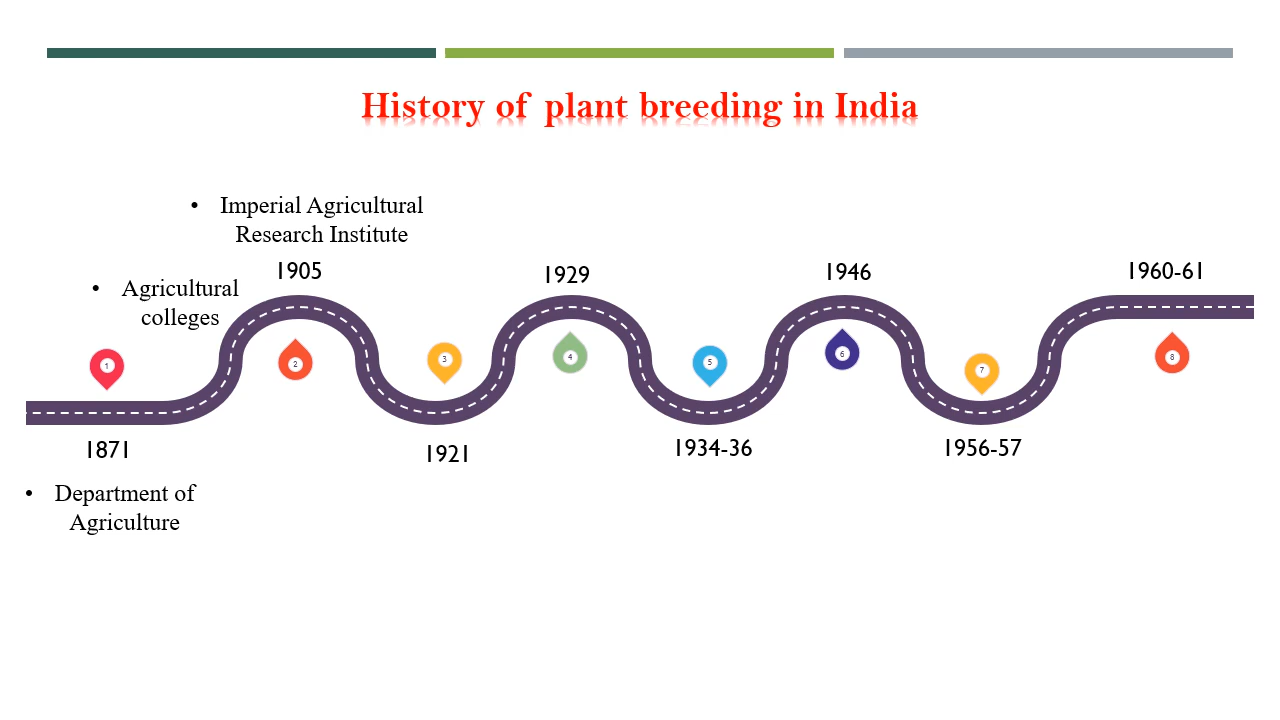 History of plant breeding in India
• Imperial Agricultural
Research Institute
1905
1929
1946
1960-61
• Agricultural
colleges
1
2
3
4
5
6
7
8
1871
1921
1934-36
1956-57
• Department of
Agriculture